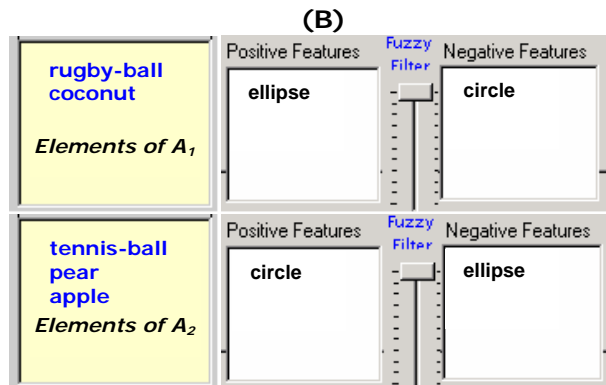 (B)
rugby-ball
coconut
Elements of A1
Positive Features
ellipse
Fuzzy
Filter
Negative Features
circle
tennis-ball
pear
apple
Elements of A2
Positive Features
circle
Fuzzy
Filter
Negative Features
ellipse